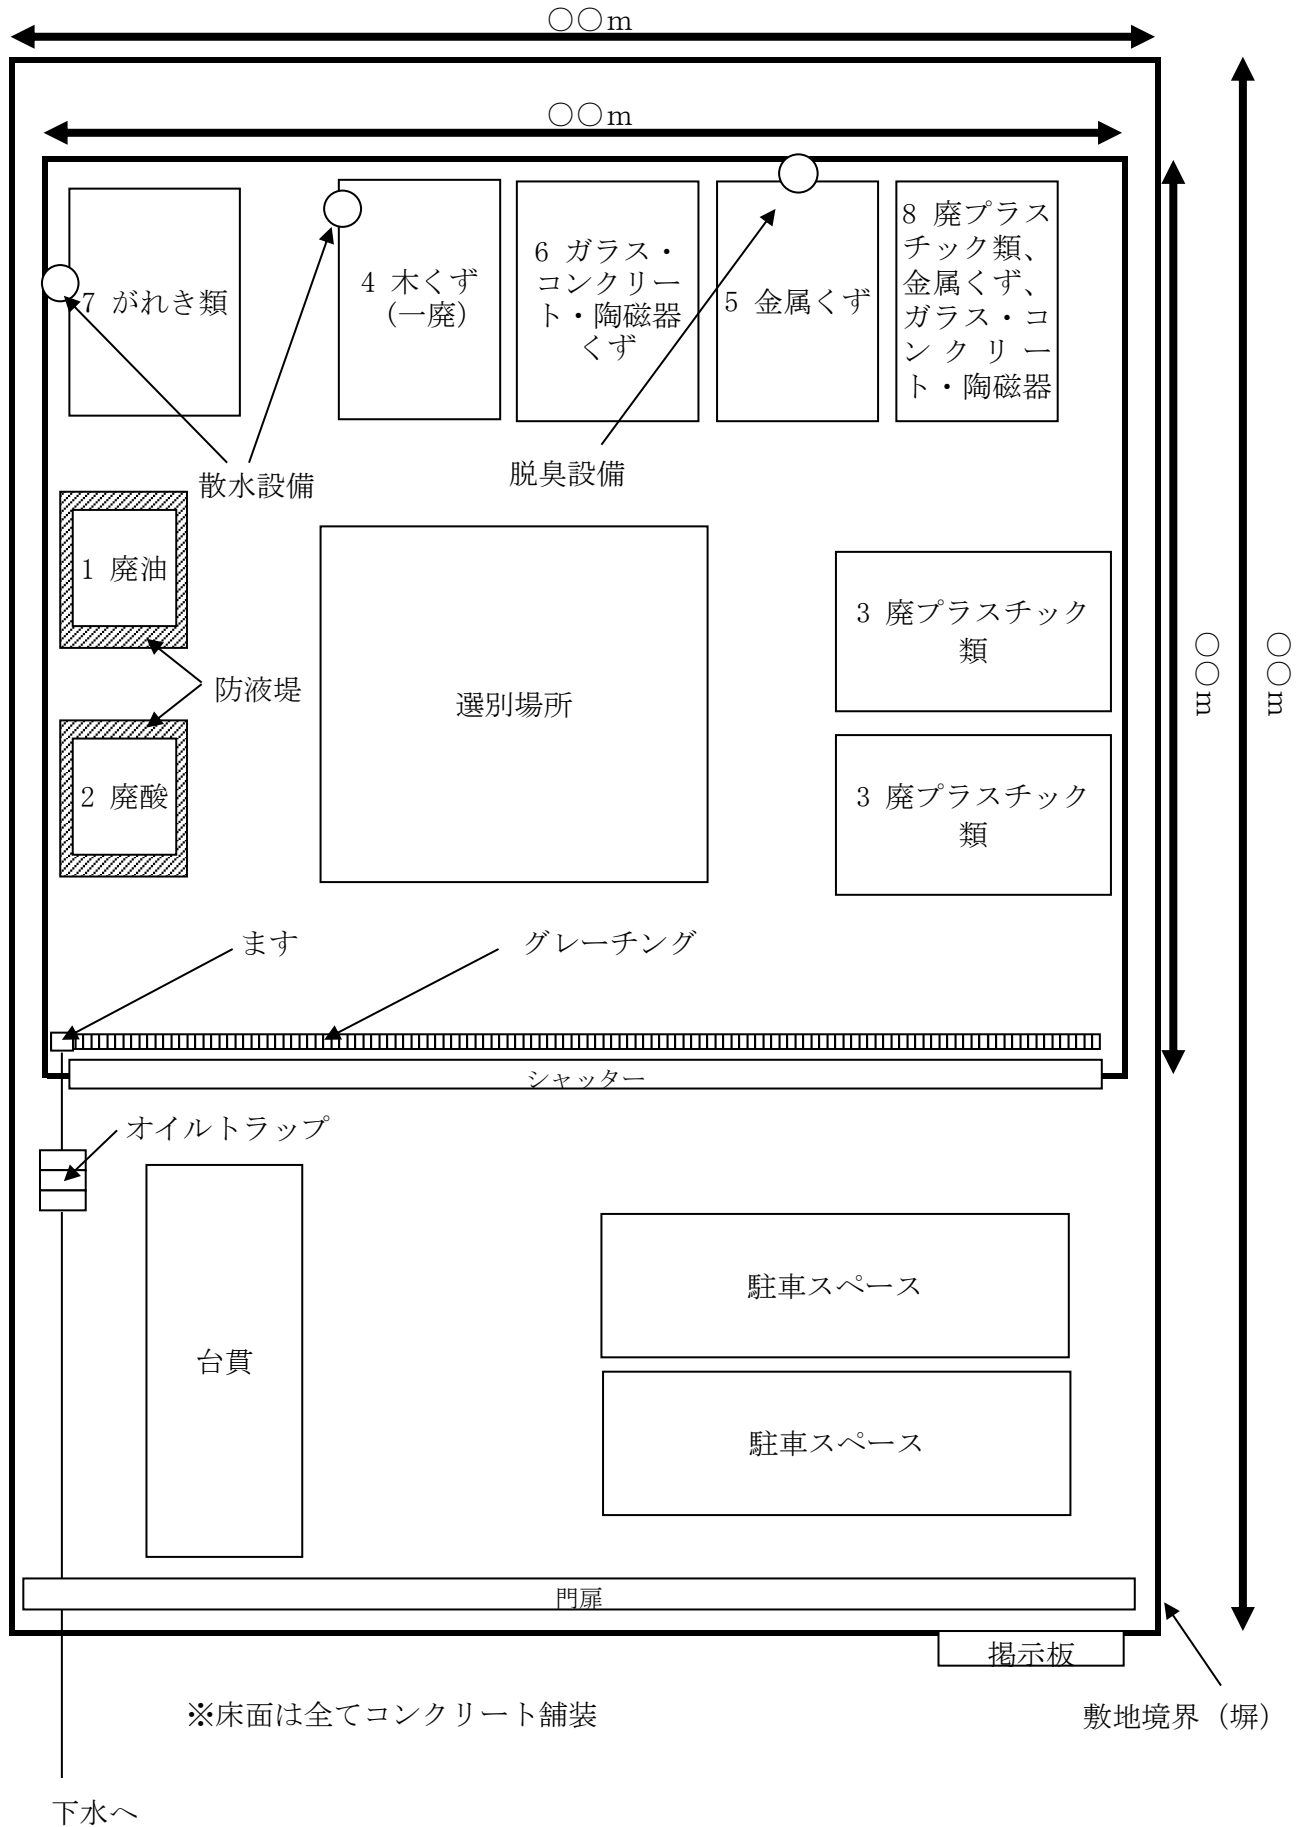 〇〇ｍ
〇〇ｍ
7 がれき類
4 木くず
（一廃）
6 ガラス・
コンクリー
ト・陶磁器
くず
5 金属くず
8 廃プラス
チック類、
金属くず、
ガラス・コ
ンクリー
ト・陶磁器
散水設備
脱臭設備
1 廃油
防液堤
2 廃酸
選別場所
3 廃プラスチック
類
3 廃プラスチック
類
〇〇ｍ
〇〇ｍ
ます
グレーチング
シャッター
オイルトラップ
台貫
駐車スペース
駐車スペース
門扉
掲示板
※床面は全てコンクリート舗装
敷地境界（塀）
下水へ